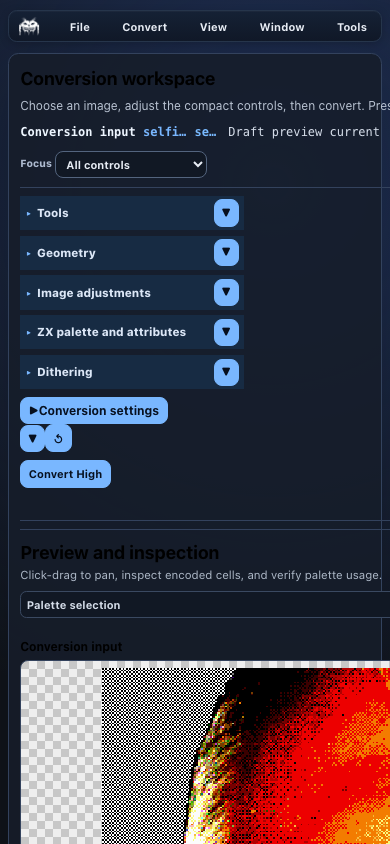 File Convert View Window Tools
Conversion workspace
Choose an image, adjust the compact controls, then convert. Pres
Conversion input selfi… se… Draft preview current
Focus All controls
Tools
Geometry
Image adjustments
ZX palette and attributes
Dithering
Conversion settings
Convert High
Preview and inspection
Click-drag to pan, inspect encoded cells, and verify palette usage.
Palette selection
Conversion input